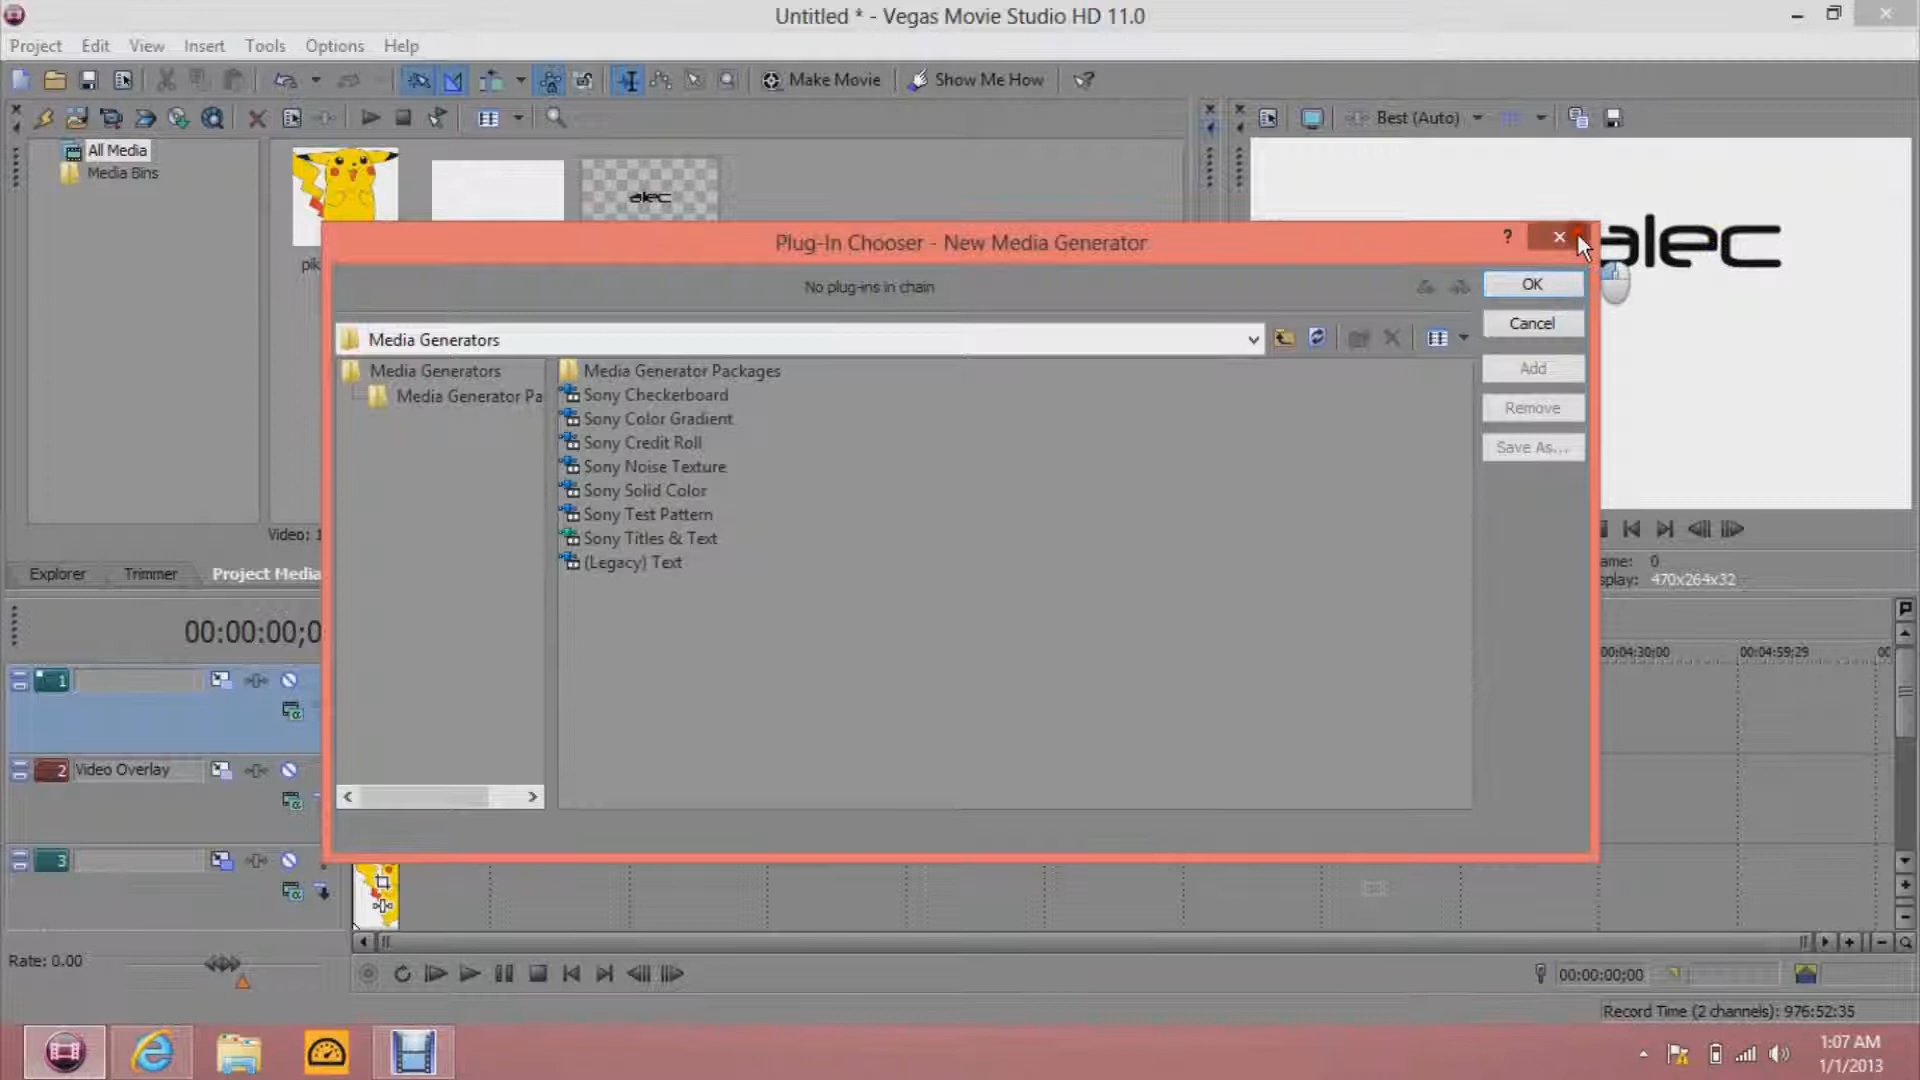 Untitled * - Vegas Movie Studio HD 11.0
Project Edit View Insert Tools Options Help
Make Movie Show Me How
Best (Auto)
All Media
Media Bins
alec
pik
alec
Plug-In Chooser - New Media Generator
?
No plug-ins in chain
OK
Cancel
Add
Remove
Save As...
Media Generators
Media Generators
Media Generator Pa
Media Generator Packages
Sony Checkerboard
Sony Color Gradient
Sony Credit Roll
Sony Noise Texture
Sony Solid Color
Sony Test Pattern
Sony Titles & Text
(Legacy) Text
Video: 1
Explorer Trimmer Project Media
ame: 0
splay: 470x264x32
00:00:00;0
00:04:30;00 00:04:59;29 00
1
2 Video Overlay
3
Rate: 0.00
00:00:00;00
Record Time (2 channels): 976:52:35
1:07 AM
1/1/2013